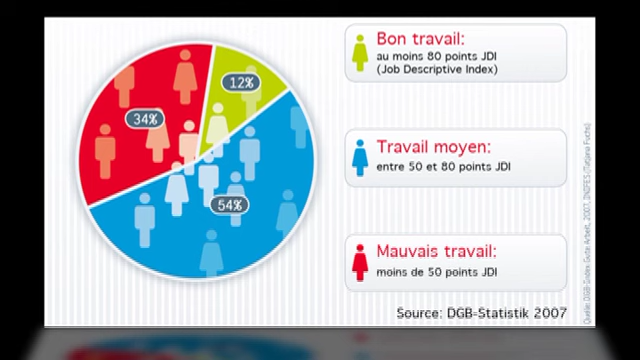 34%
12%
54%
Bon travail:
au moins 80 points JDI
(Job Descriptive Index)
Travail moyen:
entre 50 et 80 points JDI
Mauvais travail:
moins de 50 points JDI
Source: DGB-Statistik 2007